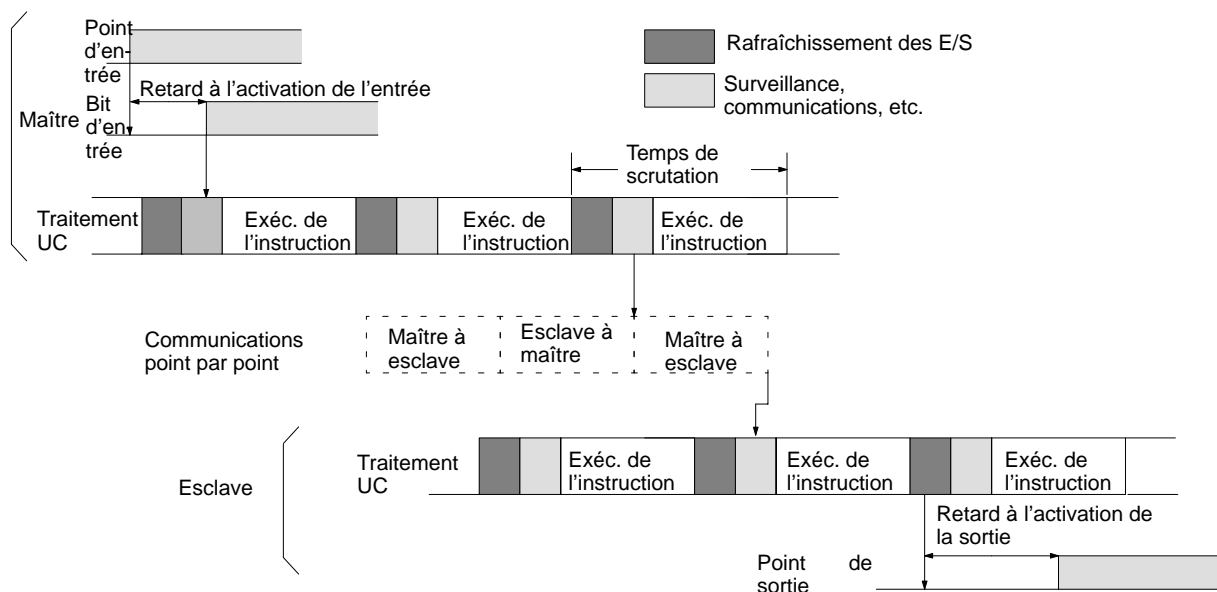 Point
d'en-
trée
Retard à l'activation de l'entrée
Maître
Bit
d'en-
trée
Rafraîchissement des E/S
Surveillance,
communications, etc.
Temps de
scrutation
Traitement
UC
Exéc. de
l'instruction
Exéc. de
l'instruction
Exéc. de
l'instruction
Communications
point par point
Maître à
esclave
Esclave à
maître
Maître à
esclave
Esclave
Traitement
UC
Exéc. de
l'instruction
Exéc. de
l'instruction
Exéc. de
l'instruction
Retard à l'activation de
la sortie
Point de
sortie